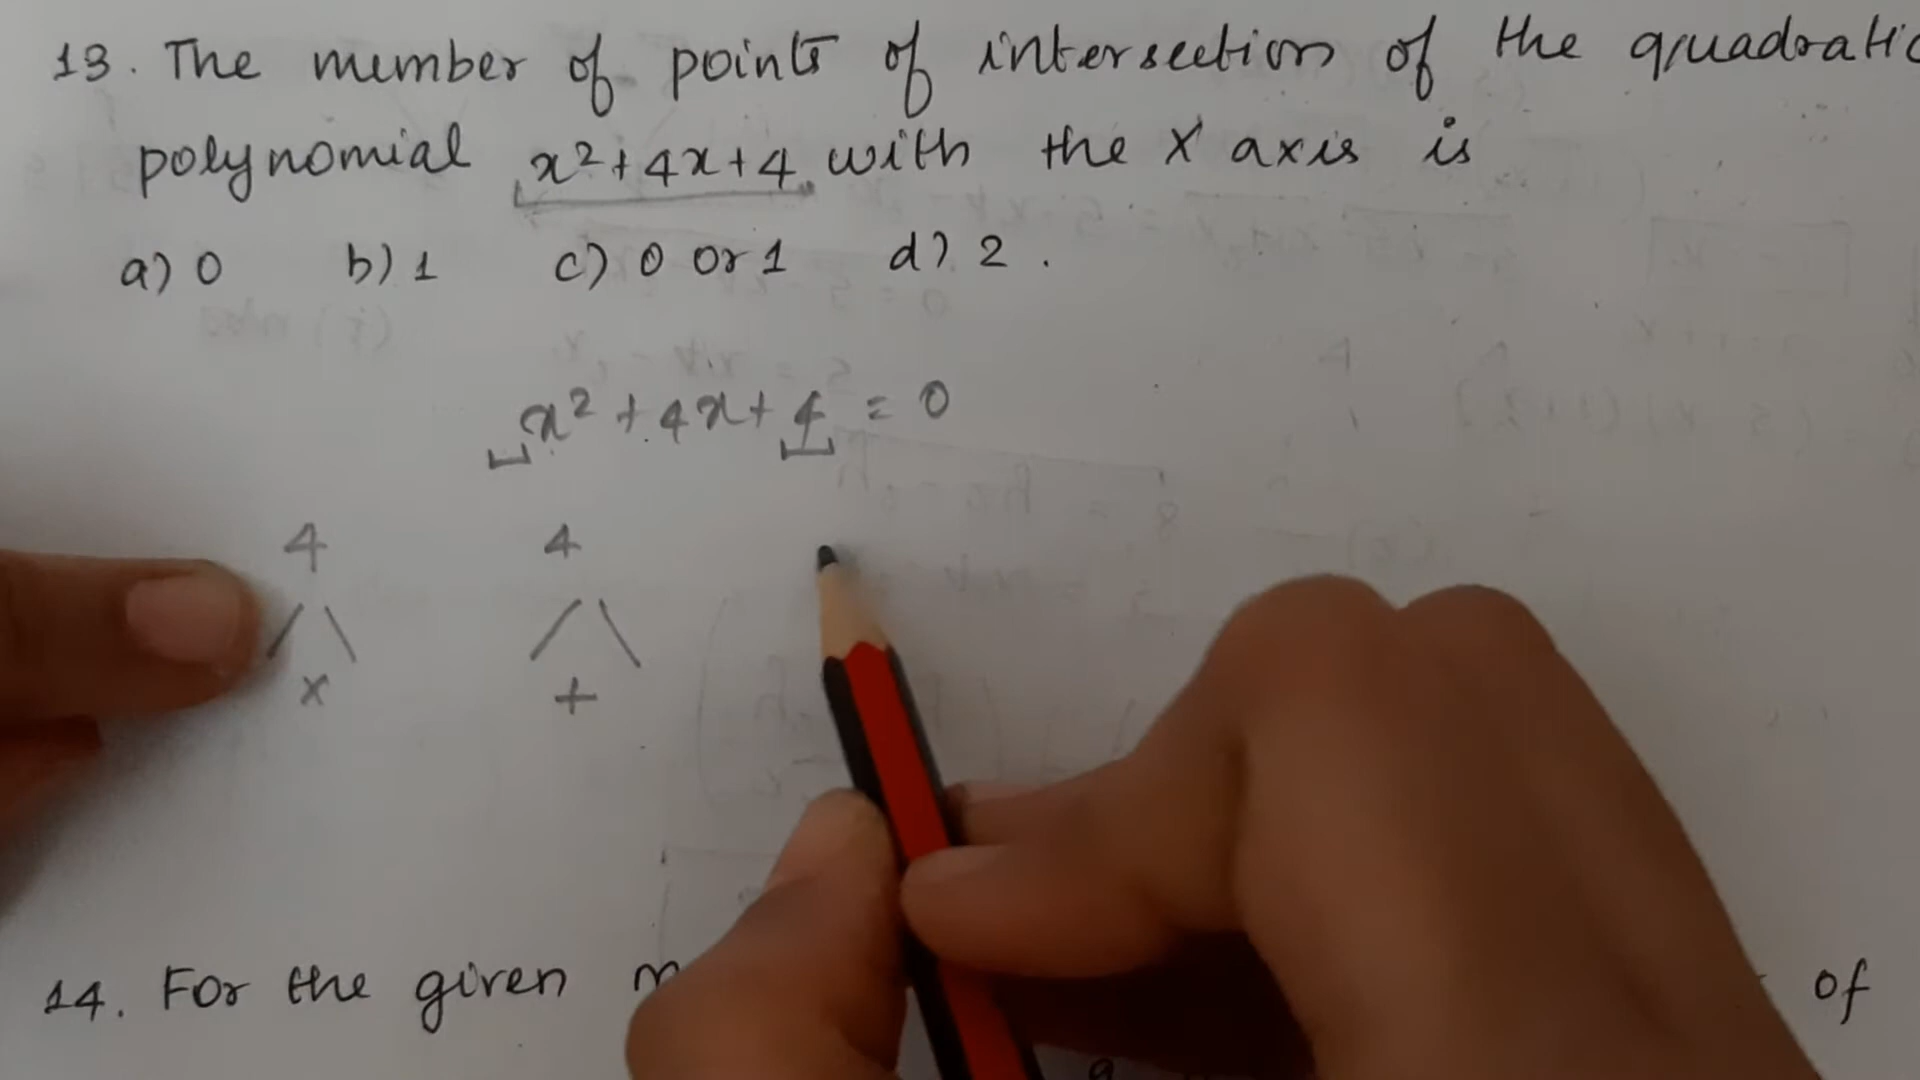 13. The number of points of intersection of the quadratic
polynomial x²+4x+4 with the X axis is
a) 0 b) 1 c) 0 or 1 d) 2.
x² + 4x + 4 = 0
4 4
x +
14. For the given of